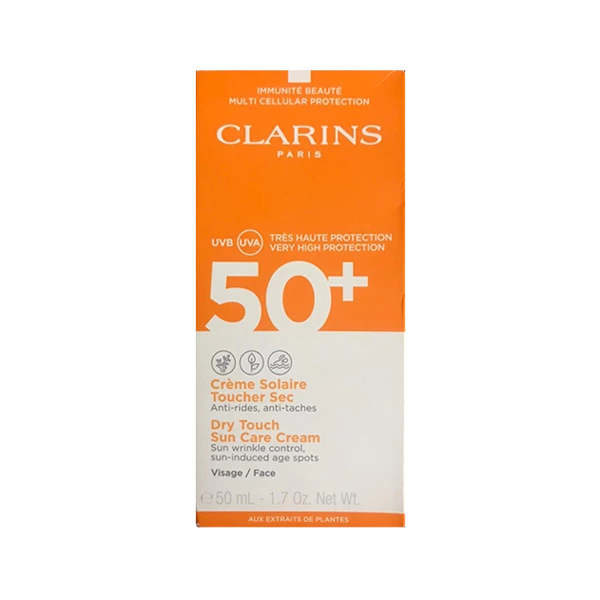 IMMUNITÉ BEAUTÉ
MULTI CELLULAR PROTECTION
CLARINS
PARIS
UVB UVA TRÈS HAUTE PROTECTION
VERY HIGH PROTECTION
50+
Crème Solaire
Toucher Sec
Anti-rides, anti-taches
Dry Touch
Sun Care Cream
Sun wrinkle control,
sun-induced age spots
Visage / Face
℮ 50 mL - 1.7 Oz. Net Wt.
AUX EXTRAITS DE PLANTES